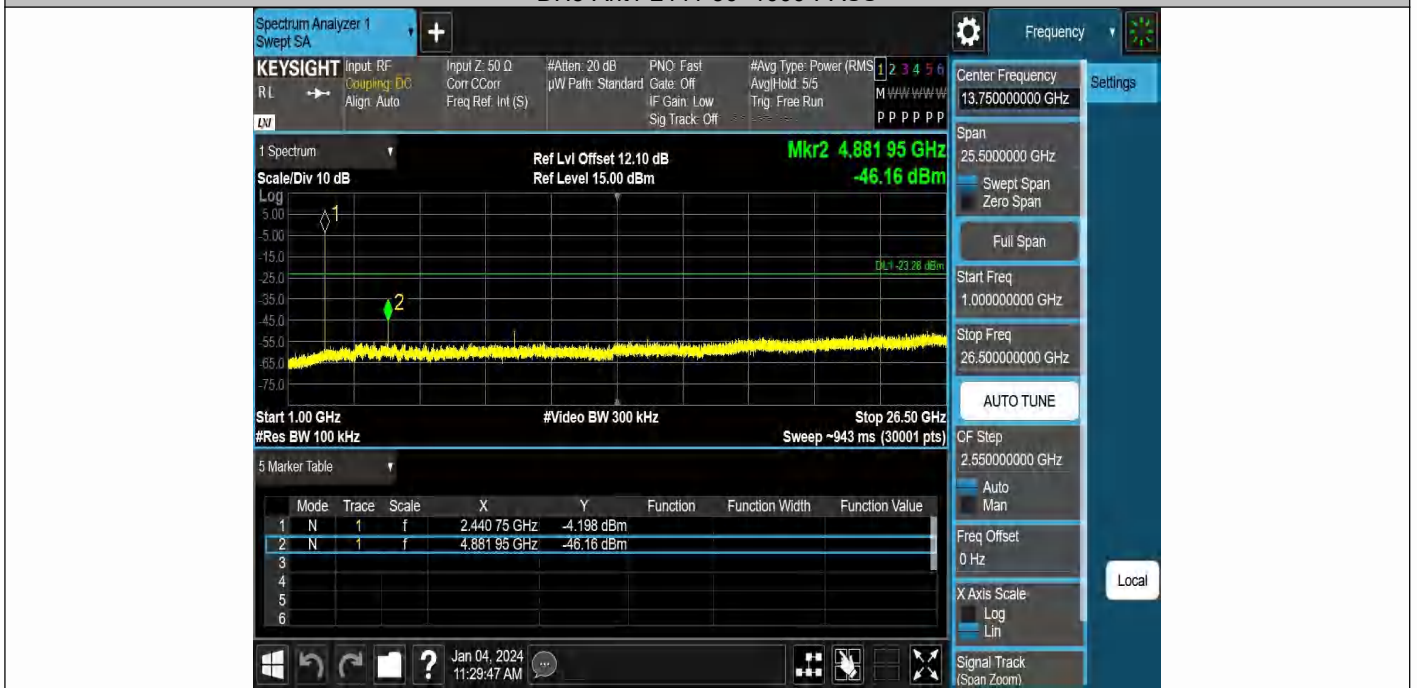 Spectrum Analyzer 1
Swept SA
+
Frequency
KEYSIGHT
RL
LXI
Input: RF
Coupling: DC
Align: Auto
Input Z: 50 Ω
Corr CCorr
Freq Ref: Int (S)
#Atten: 20 dB
µW Path: Standard
PNO: Fast
Gate: Off
IF Gain: Low
Sig Track: Off
#Avg Type: Power (RMS
Avg|Hold: 5/5
Trig: Free Run
1 2 3 4 5 6
M W W W W W
P P P P P P
1 Spectrum
Scale/Div 10 dB
Ref Lvl Offset 12.10 dB
Ref Level 15.00 dBm
Mkr2 4.881 95 GHz
-46.16 dBm
Log
5.00
-5.00
-15.0
-25.0
-35.0
-45.0
-55.0
-65.0
-75.0
1
2
DL1 -23.28 dBm
Start 1.00 GHz
#Video BW 300 kHz
Stop 26.50 GHz
#Res BW 100 kHz
Sweep ~943 ms (30001 pts)
5 Marker Table
Mode Trace Scale X Y Function Function Width Function Value
1 N 1 f 2.440 75 GHz -4.198 dBm
2 N 1 f 4.881 95 GHz -46.16 dBm
3
4
5
6
?
Jan 04, 2024
11:29:47 AM
Center Frequency
13.750000000 GHz
Settings
Span
25.5000000 GHz
Swept Span
Zero Span
Full Span
Start Freq
1.000000000 GHz
Stop Freq
26.500000000 GHz
AUTO TUNE
CF Step
2.550000000 GHz
Auto
Man
Freq Offset
0 Hz
X Axis Scale
Log
Lin
Local
Signal Track
(Span Zoom)